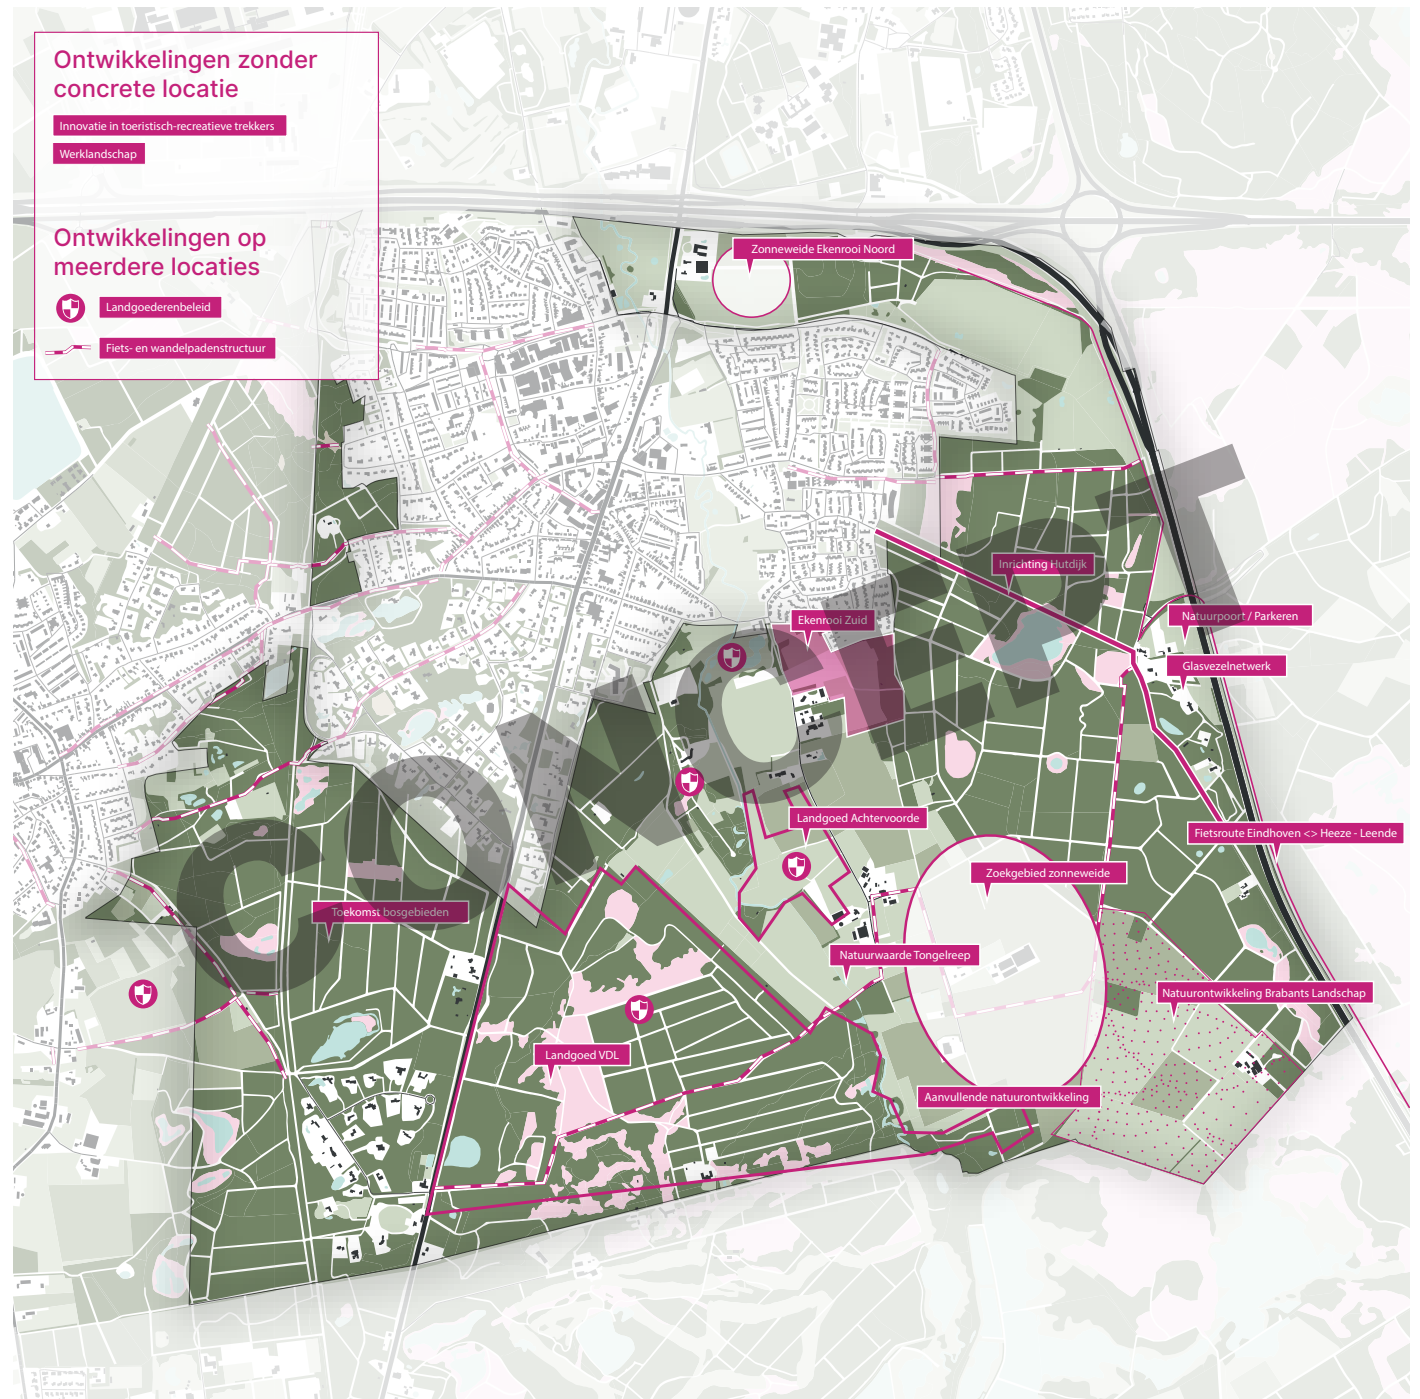 Ontwikkelingen zonder
concrete locatie
Innovatie in toeristisch-recreatieve trekkers
Werklandschap
Ontwikkelingen op
meerdere locaties
Landgoederenbeleid
Fiets- en wandelpadenstructuur
Zonneweide Ekenrooi Noord
Inrichting Hutdijk
Ekenrooi Zuid
Natuurpoort / Parkeren
Glasvezelnetwerk
Landgoed Achtervoorde
Fietsroute Eindhoven <> Heeze - Leende
Zoekgebied zonneweide
Toekomst bosgebieden
Natuurwaarde Tongelreep
Natuurontwikkeling Brabants Landschap
Landgoed VDL
Aanvullende natuurontwikkeling
concept